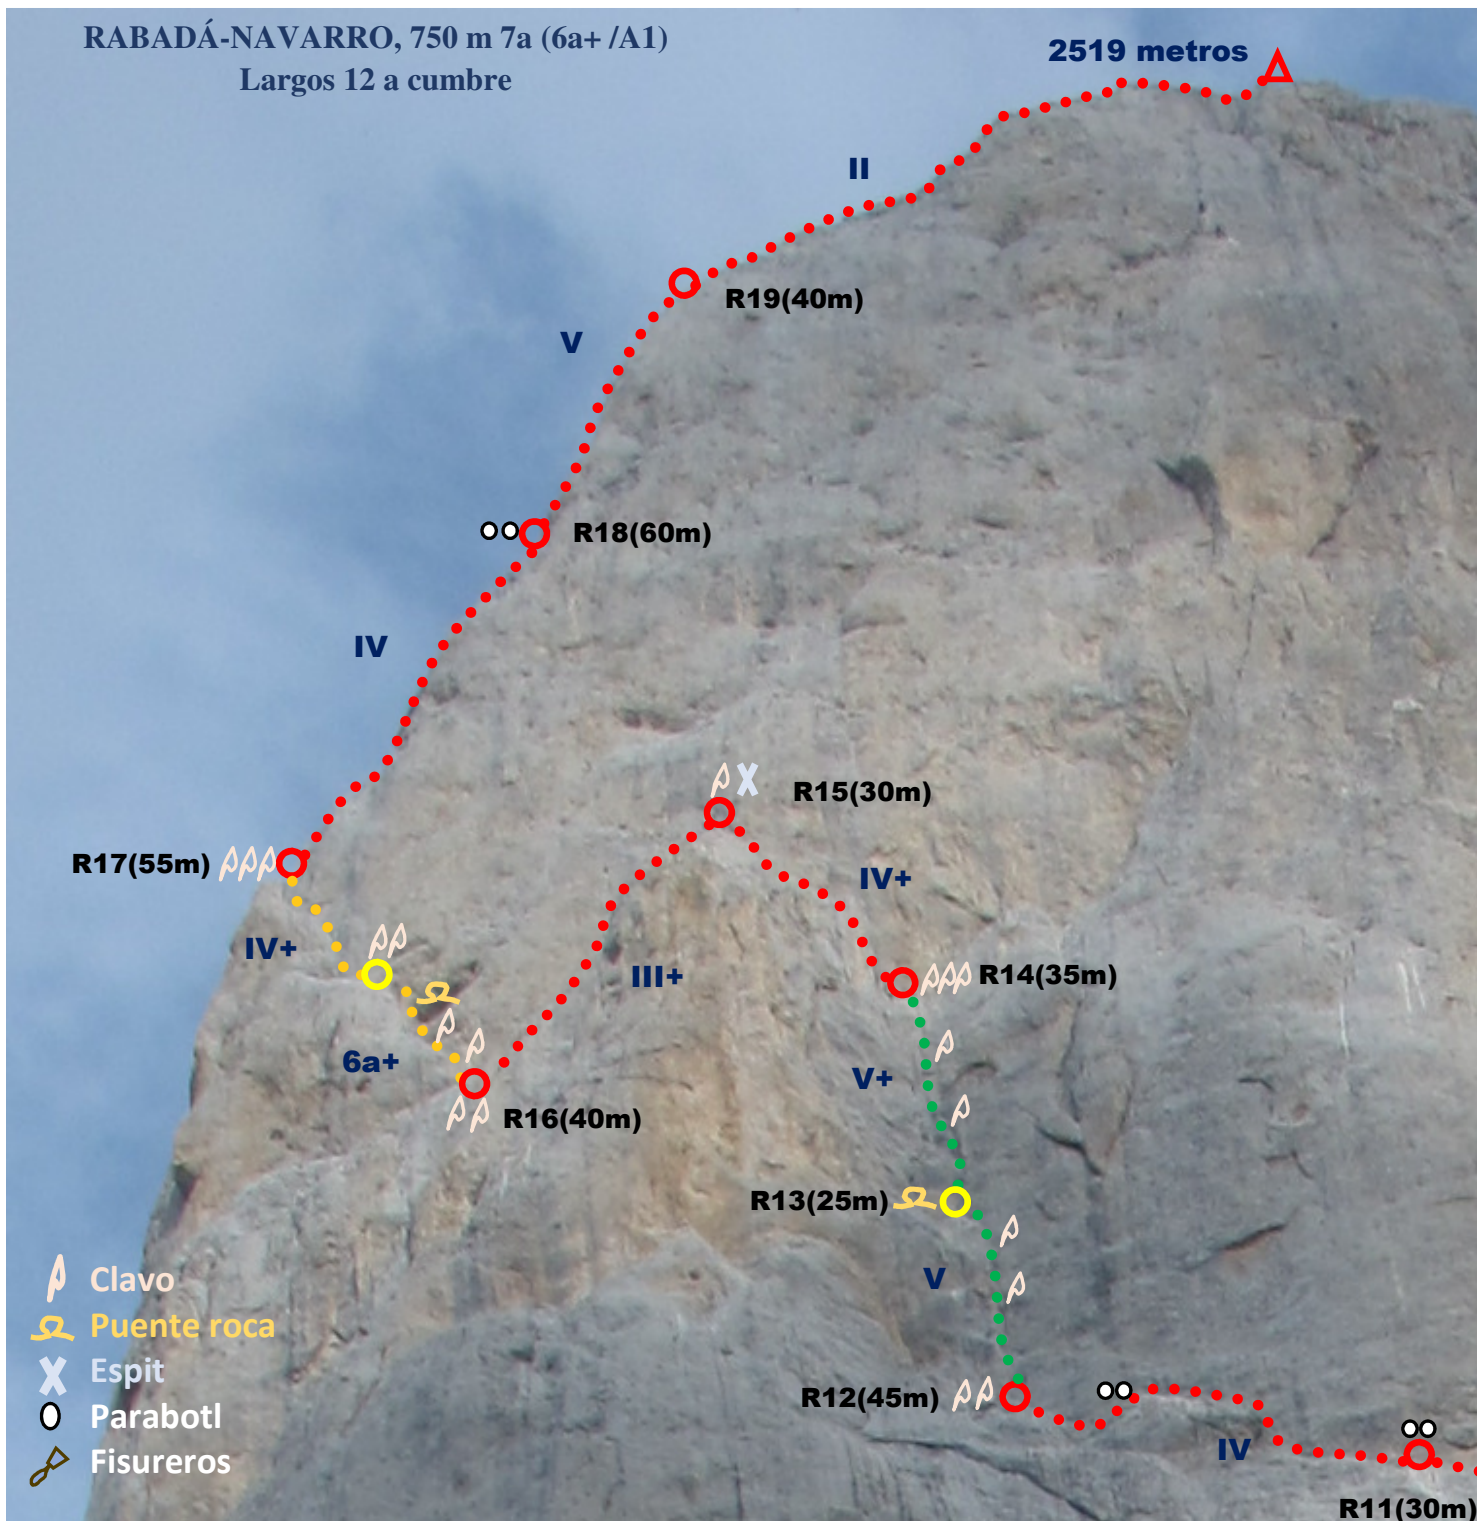 RABADÁ-NAVARRO, 750 m 7a (6a+ /A1)
Largos 12 a cumbre
2519 metros
II
R19(40m)
V
R18(60m)
IV
R15(30m)
R17(55m)
IV+
IV+
R14(35m)
III+
6a+
V+
R16(40m)
R13(25m)
V
Clavo
Puente roca
Espit
Parabotl
Fisureros
R12(45m)
IV
R11(30m)